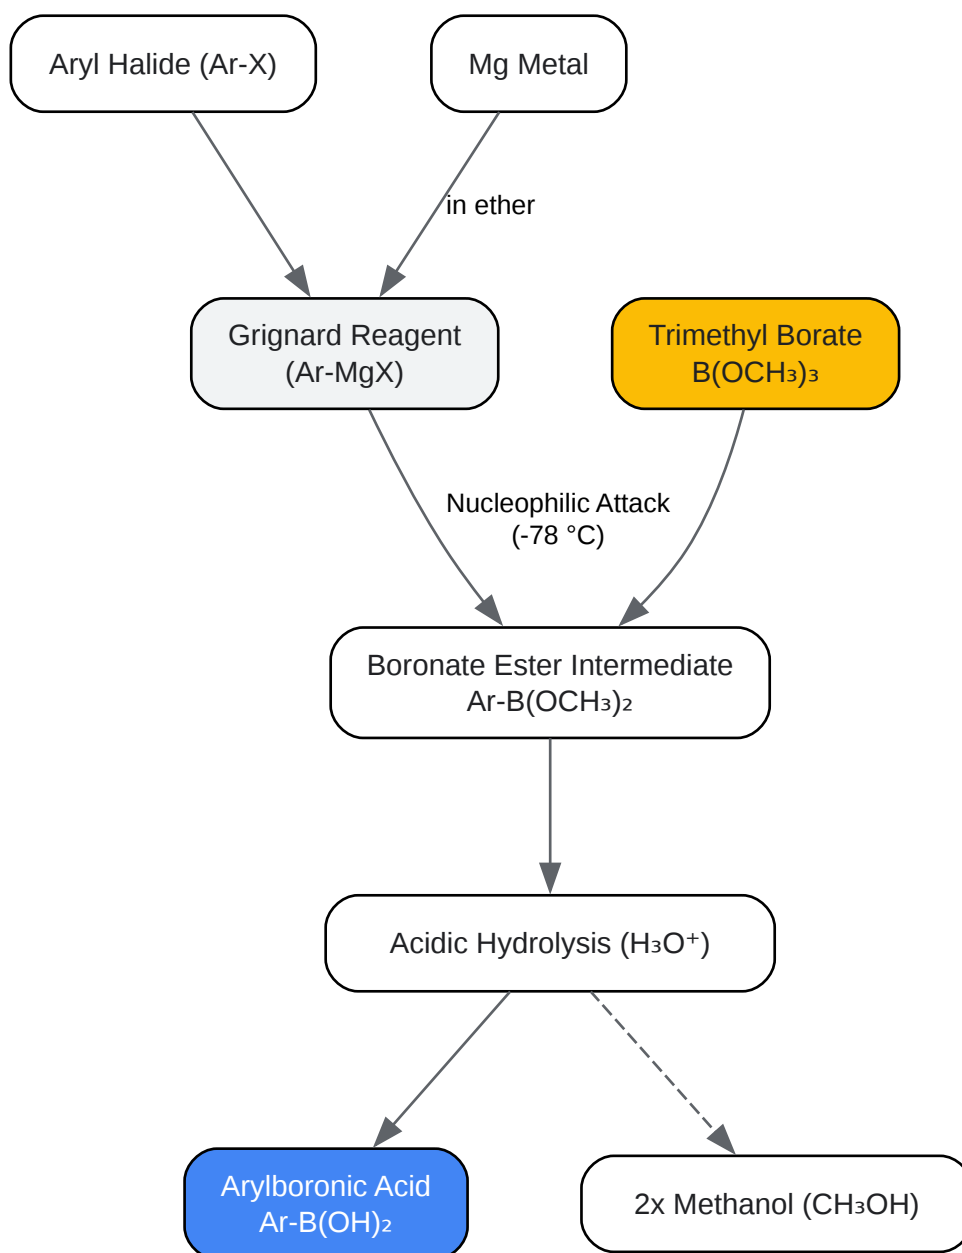 Aryl Halide (Ar-X)
Mg Metal
in ether
Grignard Reagent
(Ar-MgX)
Trimethyl Borate
B(OCH₃)₃
Nucleophilic Attack
(-78 °C)
Boronate Ester Intermediate
Ar-B(OCH₃)₂
Acidic Hydrolysis (H₃O⁺)
Arylboronic Acid
Ar-B(OH)₂
2x Methanol (CH₃OH)